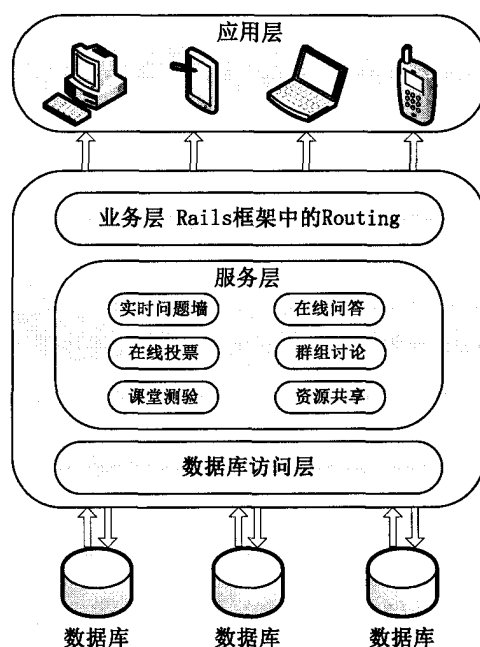 应用层
业务层 Rails框架中的Routing
服务层
实时问题墙 在线问答
在线投票 群组讨论
课堂测验 资源共享
数据库访问层
数据库 数据库 数据库